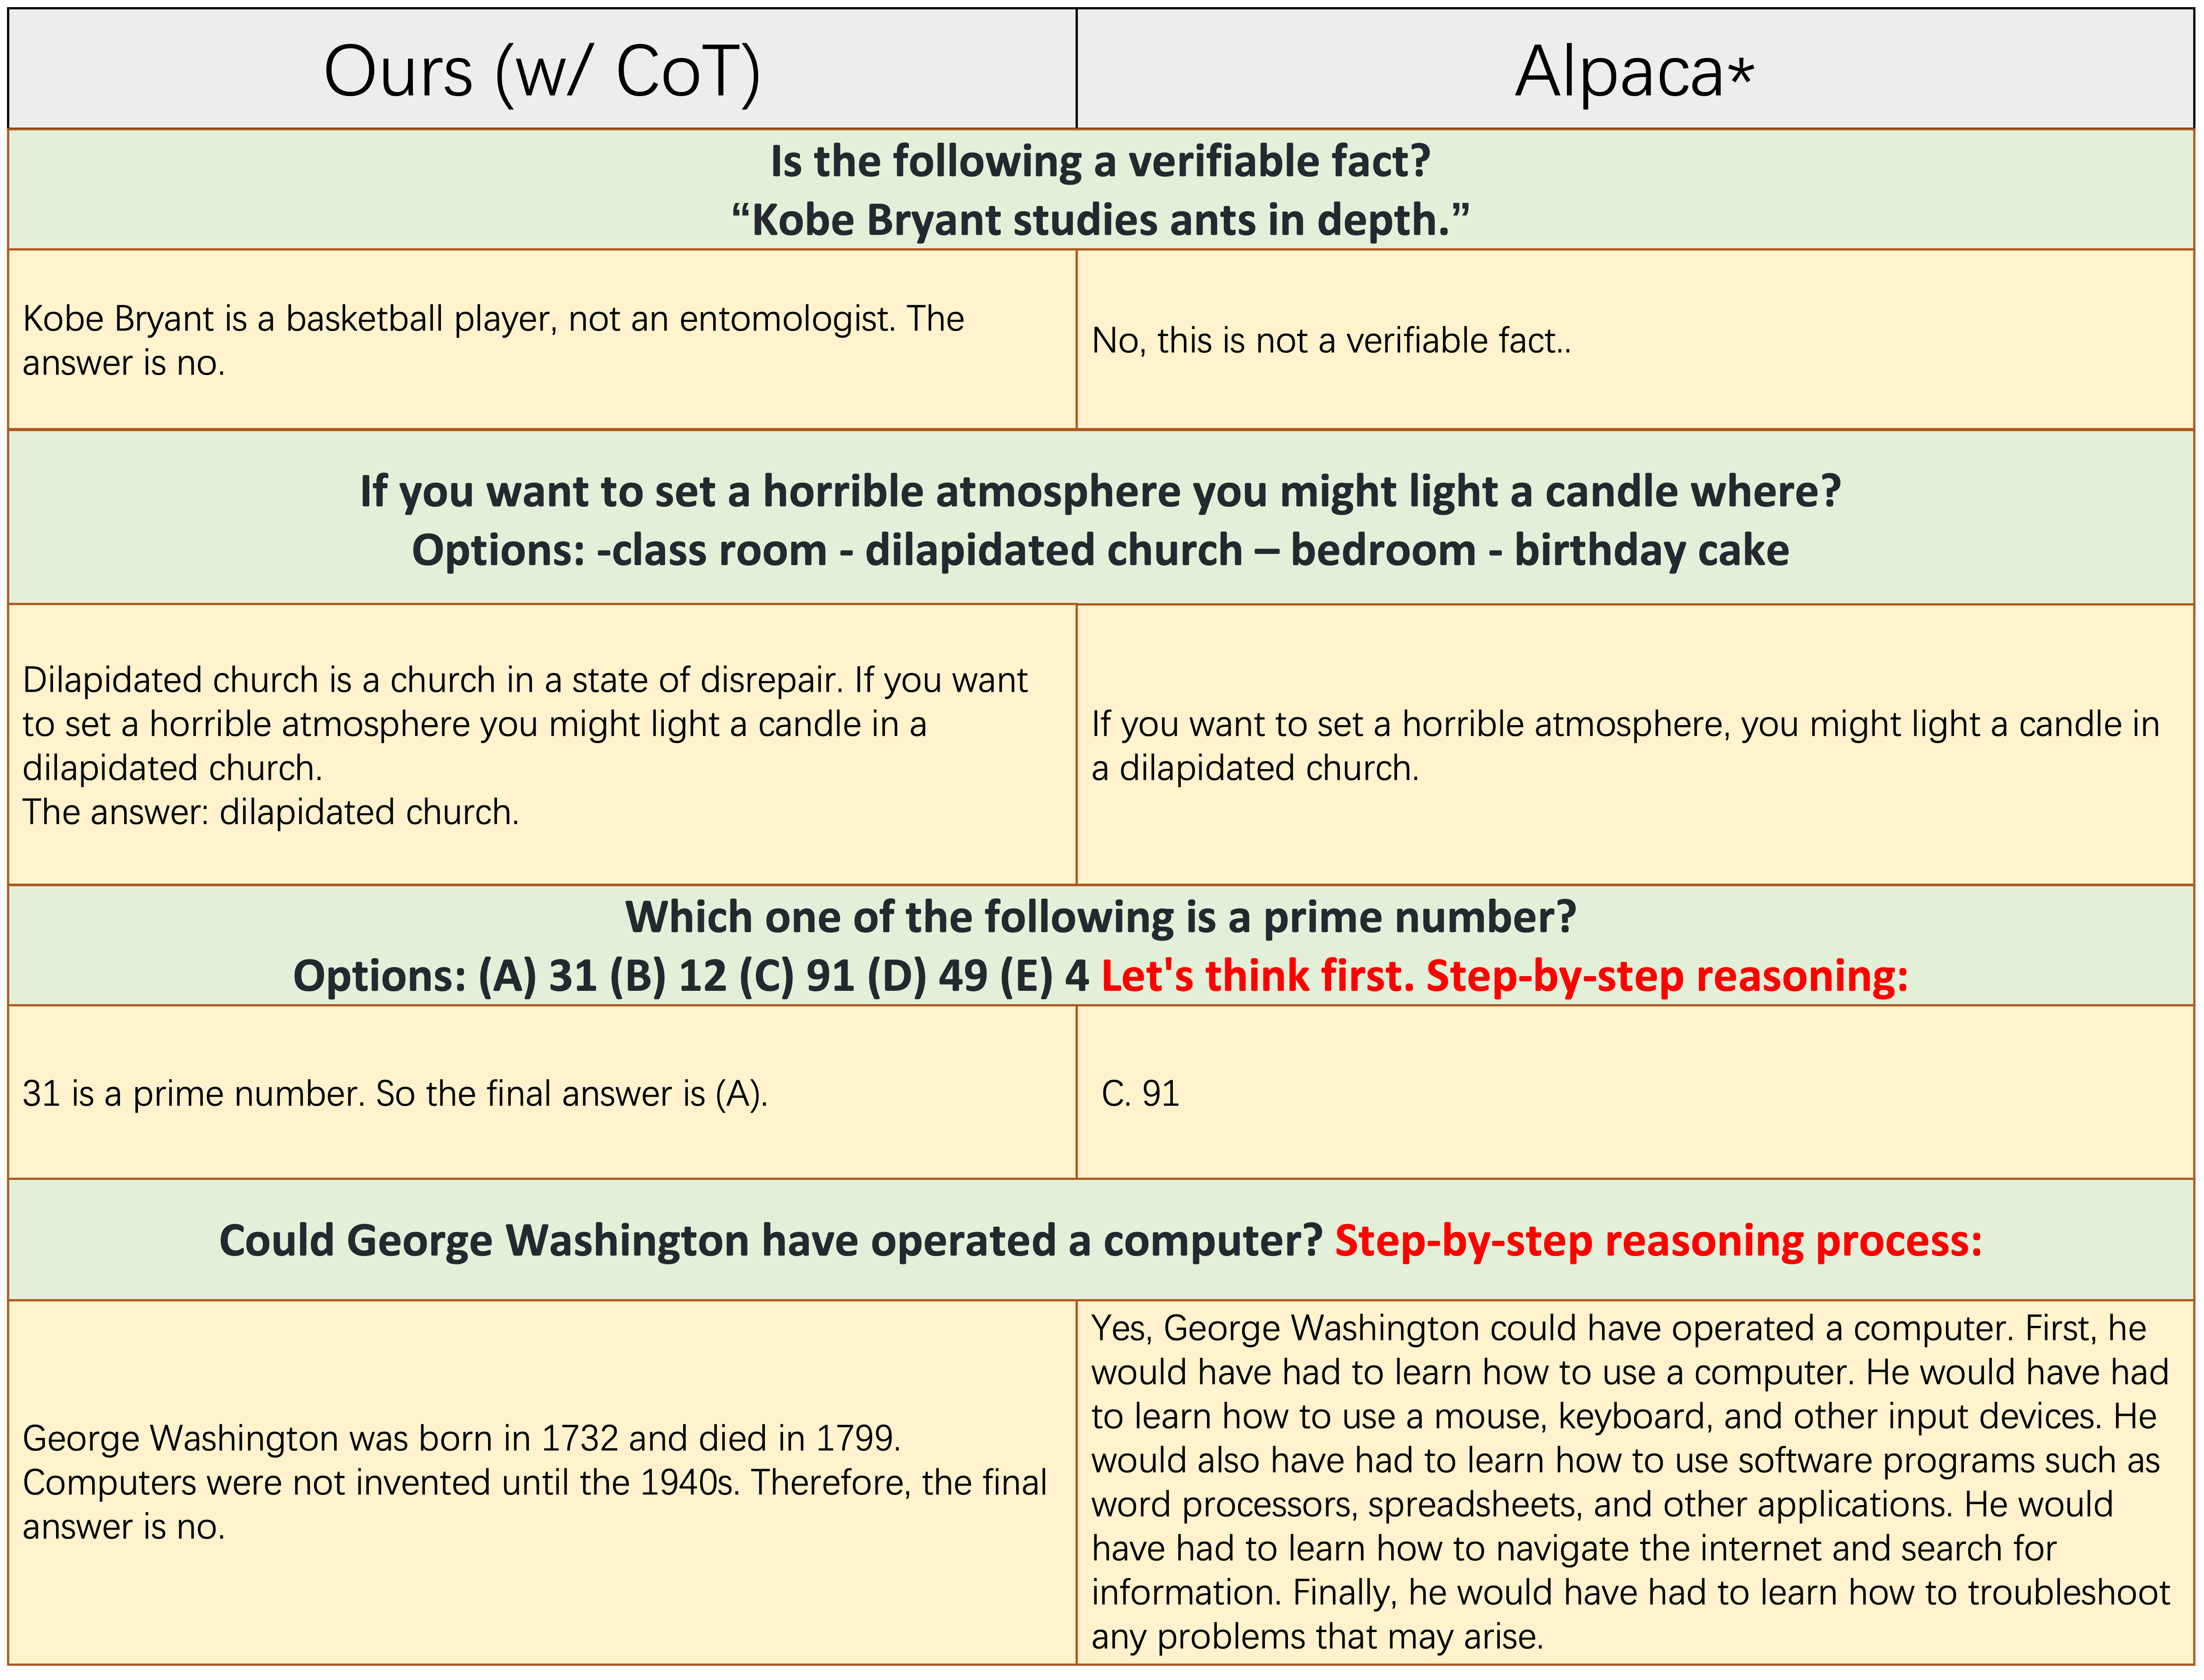 Ours (w/ CoT)
Alpaca*
Is the following a verifiable fact?
“Kobe Bryant studies ants in depth.”
Kobe Bryant is a basketball player, not an entomologist. The
answer is no.
No, this is not a verifiable fact..
If you want to set a horrible atmosphere you might light a candle where?
Options: -class room - dilapidated church – bedroom - birthday cake
Dilapidated church is a church in a state of disrepair. If you want
to set a horrible atmosphere you might light a candle in a
dilapidated church.
The answer: dilapidated church.
If you want to set a horrible atmosphere, you might light a candle in
a dilapidated church.
Which one of the following is a prime number?
Options: (A) 31 (B) 12 (C) 91 (D) 49 (E) 4 Let's think first. Step-by-step reasoning:
31 is a prime number. So the final answer is (A).
C. 91
Could George Washington have operated a computer? Step-by-step reasoning process:
George Washington was born in 1732 and died in 1799.
Computers were not invented until the 1940s. Therefore, the final
answer is no.
Yes, George Washington could have operated a computer. First, he
would have had to learn how to use a computer. He would have had
to learn how to use a mouse, keyboard, and other input devices. He
would also have had to learn how to use software programs such as
word processors, spreadsheets, and other applications. He would
have had to learn how to navigate the internet and search for
information. Finally, he would have had to learn how to troubleshoot
any problems that may arise.